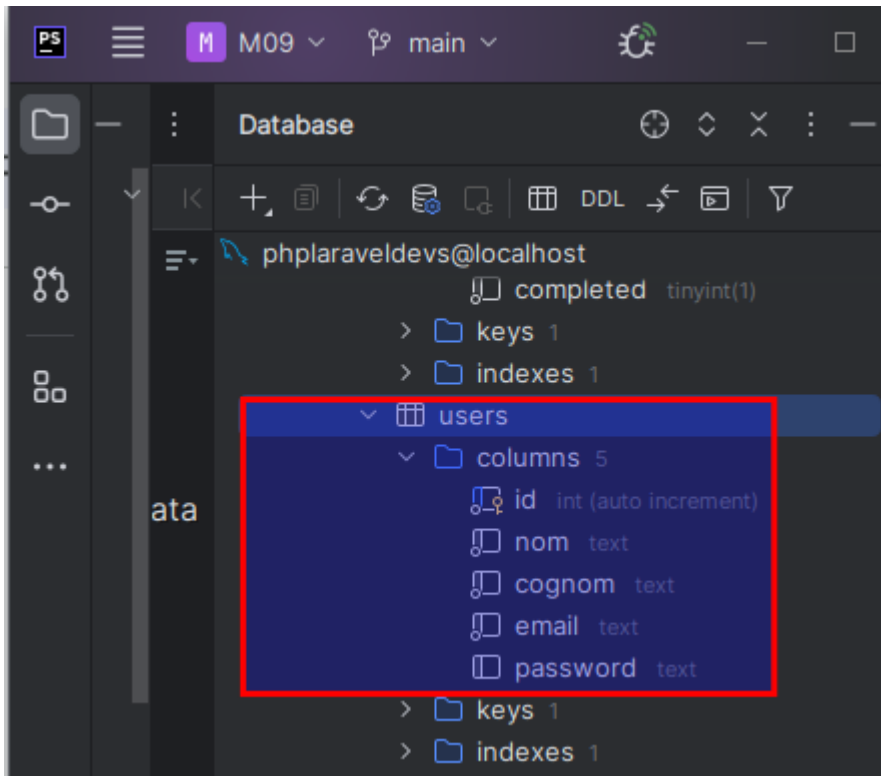 PS M M09 main
Database
DDL
phplaraveldevs@localhost
completed tinyint(1)
keys 1
indexes 1
users
columns 5
id int (auto increment)
ata
nom text
cognom text
email text
password text
keys 1
indexes 1